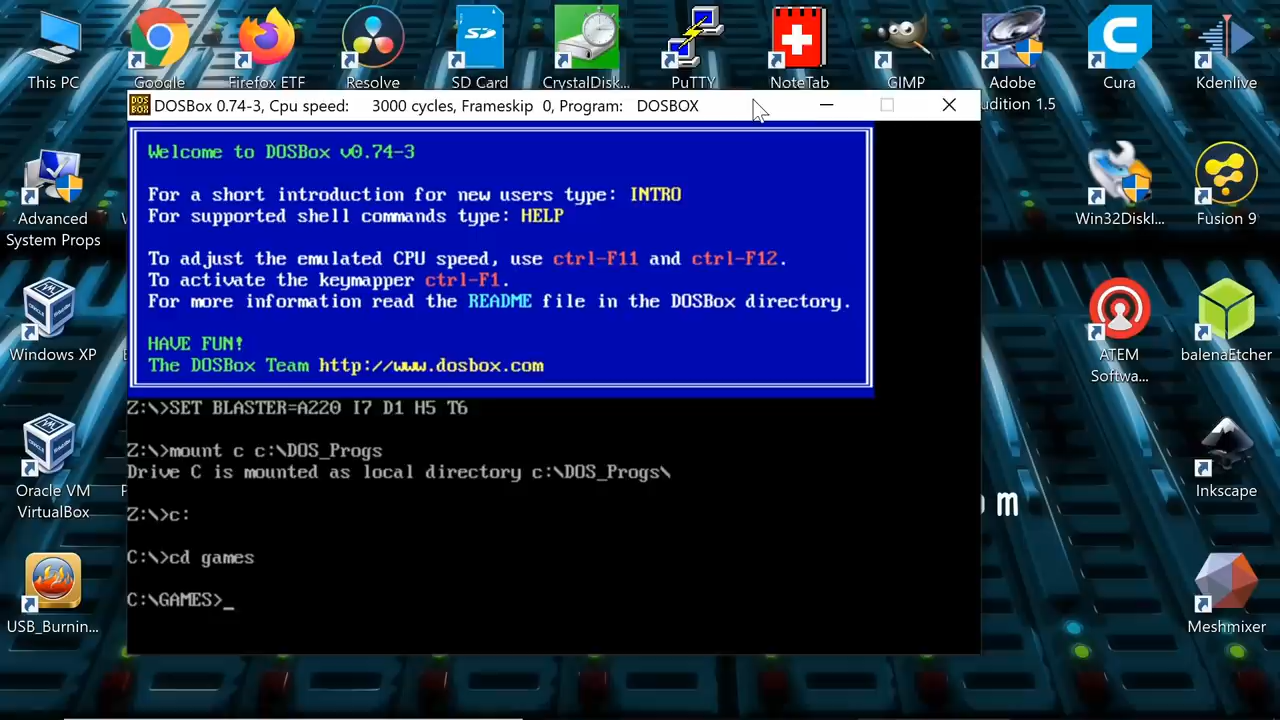 This PC
Google
Firefox ETF
Resolve
SD
SD Card
CrystalDisk...
PuTTY
NoteTab
GIMP
Adobe
udition 1.5
Cura
Kdenlive
DOSBox 0.74-3, Cpu speed: 3000 cycles, Frameskip 0, Program: DOSBOX
Welcome to DOSBox v0.74-3
For a short introduction for new users type: INTRO
For supported shell commands type: HELP
To adjust the emulated CPU speed, use ctrl-F11 and ctrl-F12.
To activate the keymapper ctrl-F1.
For more information read the README file in the DOSBox directory.
HAVE FUN!
The DOSBox Team http://www.dosbox.com
Z:\>SET BLASTER=A220 I7 D1 H5 T6
Z:\>mount c c:\DOS_Progs
Drive C is mounted as local directory c:\DOS_Progs\
Z:\>c:
C:\>cd games
C:\GAMES>_
Advanced
System Props
Windows XP
Oracle VM
VirtualBox
USB_Burnin...
Win32DiskI...
Fusion 9
ATEM
Softwa...
balenaEtcher
Inkscape
Meshmixer
m